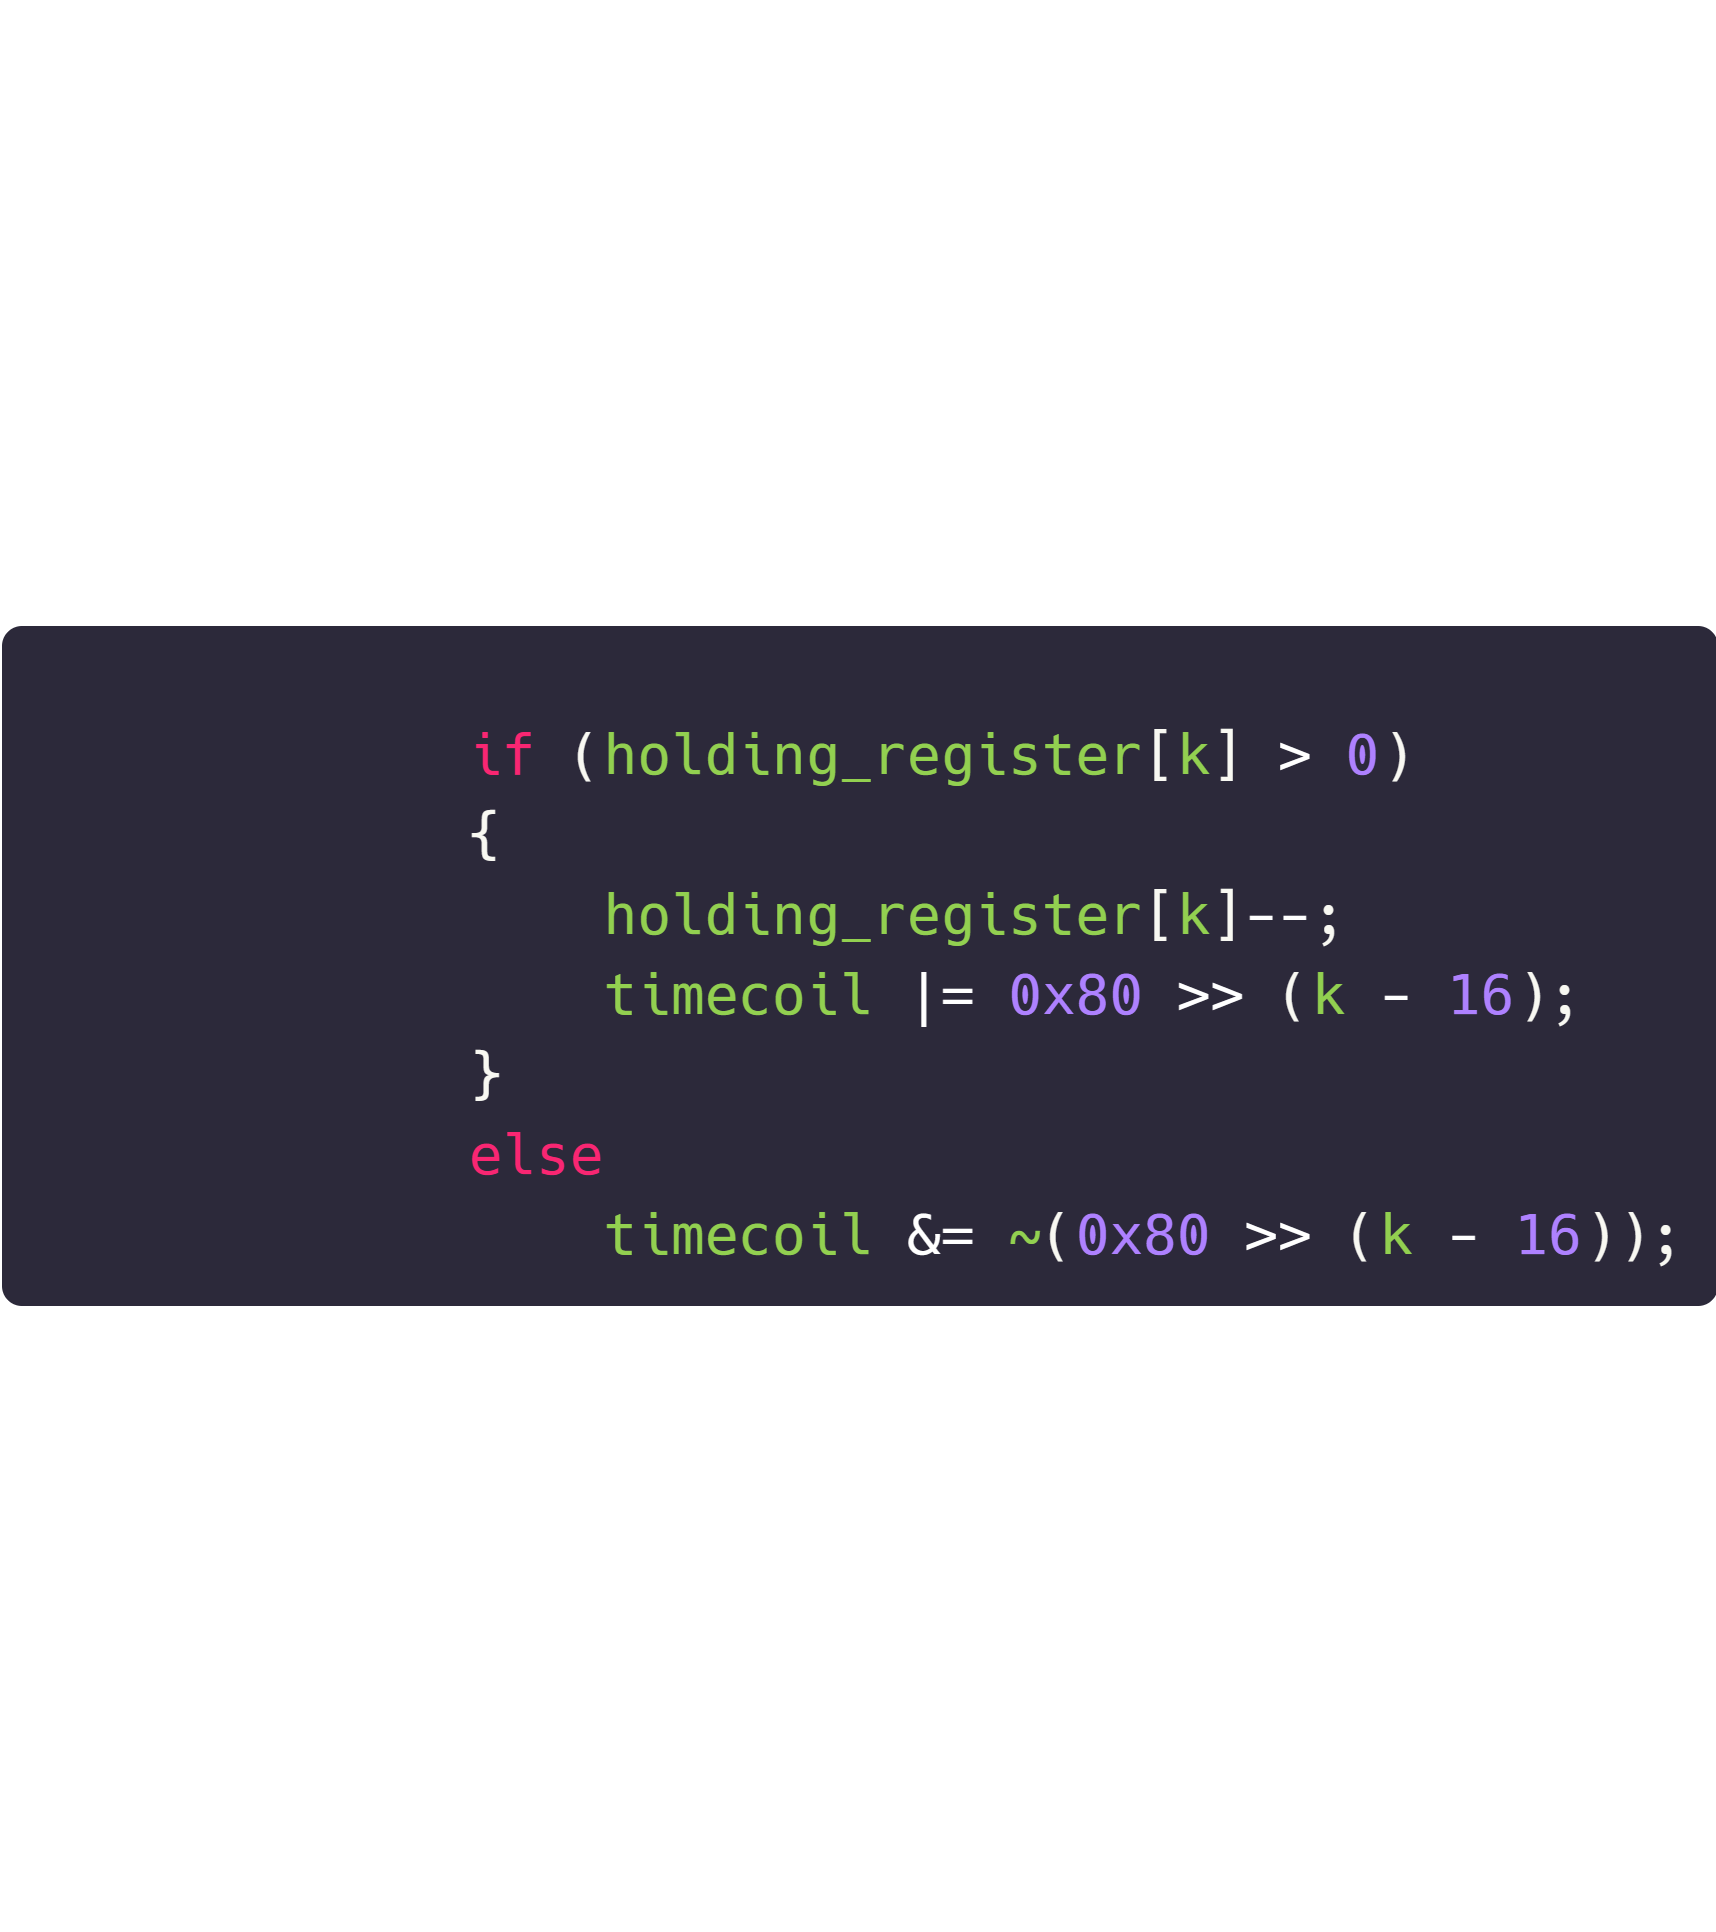 if (holding_register[k] > 0)
{
    holding_register[k]--;
    timecoil |= 0x80 >> (k - 16);
}
else
    timecoil &= ~(0x80 >> (k - 16));